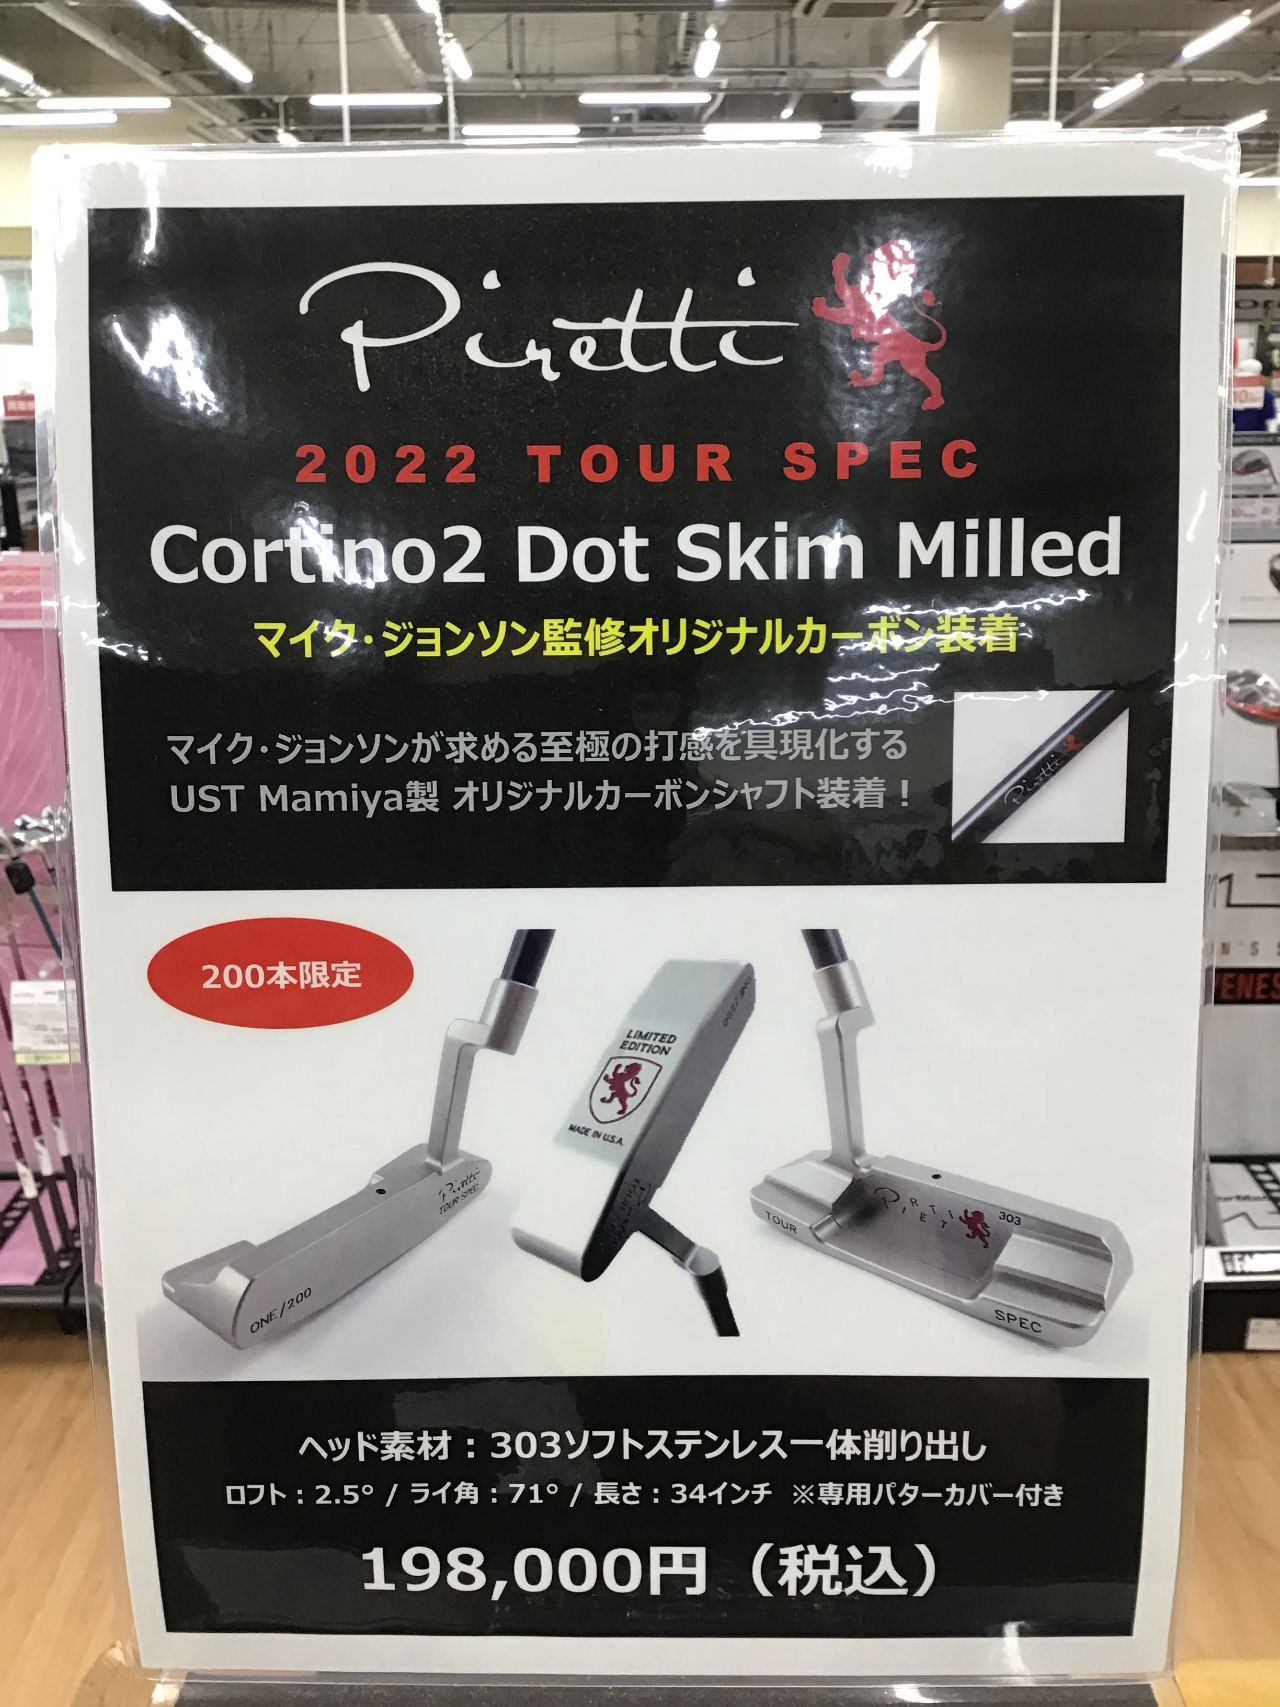 Piretti
2022 TOUR SPEC
Cortino2 Dot Skim Milled
マイク・ジョンソン監修オリジナルカーボン装着
マイク・ジョンソンが求める至極の打感を具現化する
UST Mamiya製 オリジナルカーボンシャフト装着！
Piretti
200本限定
LIMITED
EDITION
MADE IN U.S.A.
ONE/200
Piretti
TOUR SPEC
ONE/200
PIRETTI
303
TOUR
SPEC
ヘッド素材：303ソフトステンレス一体削り出し
ロフト：2.5° / ライ角：71° / 長さ：34インチ ※専用パターカバー付き
198,000円（税込）